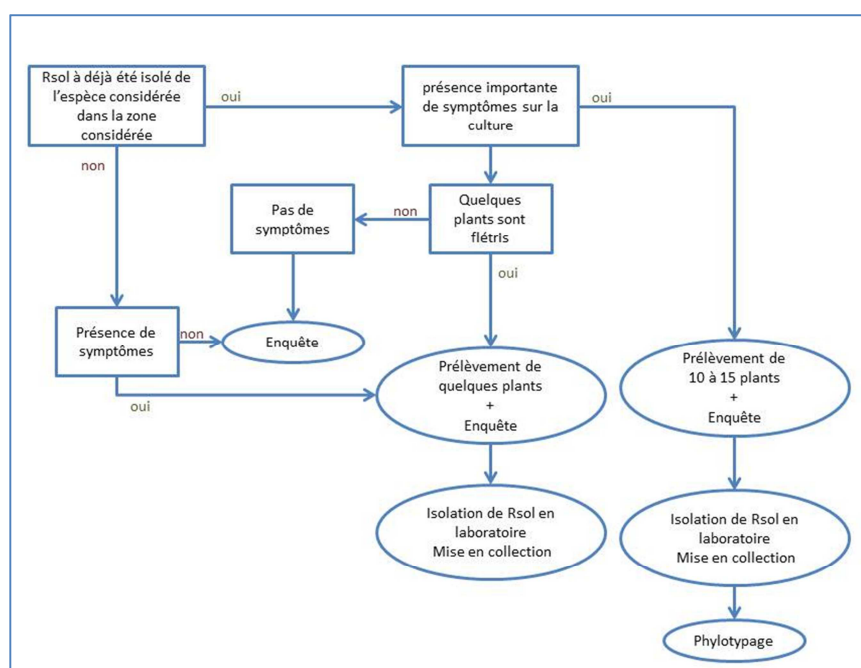 Rsol à déjà été isolé de
l'espèce considérée
dans la zone
considérée
oui
présence importante
de symptômes sur la
culture
oui
non
Pas de
symptômes
non
Quelques
plants sont
flétris
oui
Présence de
symptômes
non
Enquête
oui
Prélèvement de
quelques plants
+
Enquête
Prélèvement de
10 à 15 plants
+
Enquête
Isolation de Rsol en
laboratoire
Mise en collection
Isolation de Rsol en
laboratoire
Mise en collection
Phylotypage